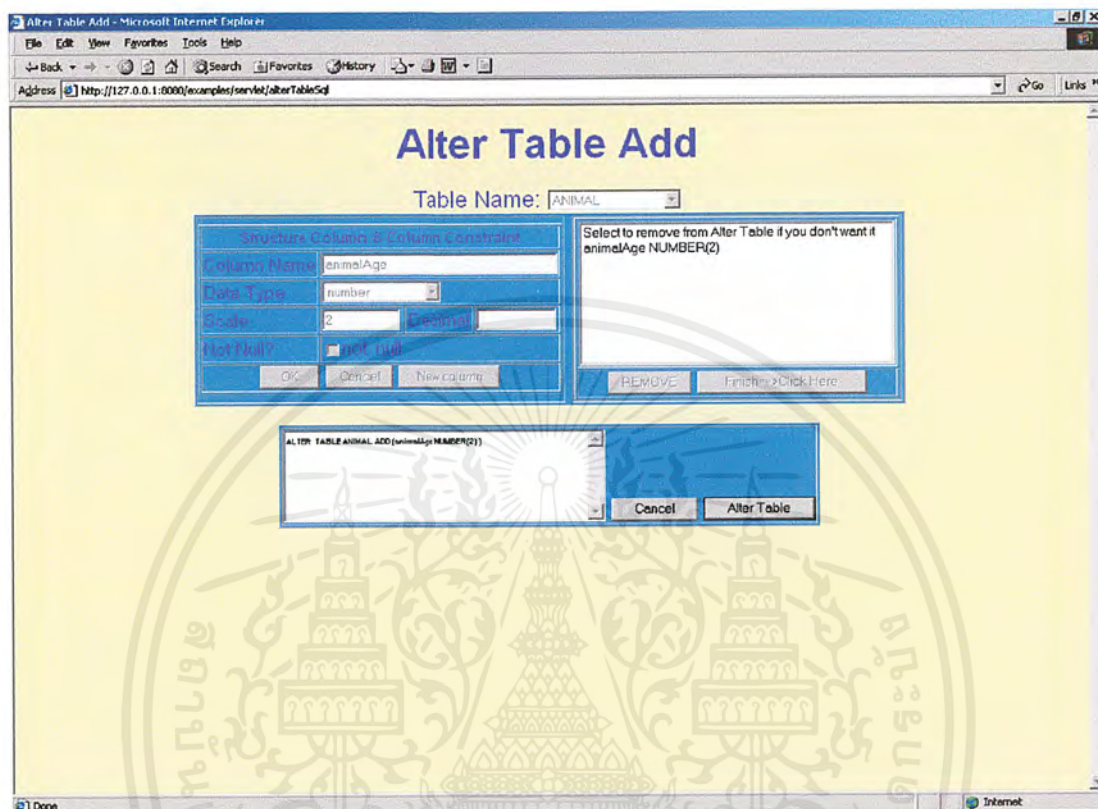 Alter Table Add - Microsoft Internet Explorer
File Edit View Favorites Tools Help
Back Search Favorites History
Address http://127.0.0.1:8080/examples/servlet/alterTableSql Go Links
Alter Table Add
Table Name: ANIMAL
Structure Column & Column Constraint
Column Name animalAge
Data Type number
Scale 2 Decimal
Not Null? not null
OK Cancel New column
Select to remove from Alter Table if you don't want it
animalAge NUMBER(2)
REMOVE Finish->Click Here
ALTER TABLE ANIMAL ADD (animalAge NUMBER(2) )
Cancel Alter Table
Done Internet